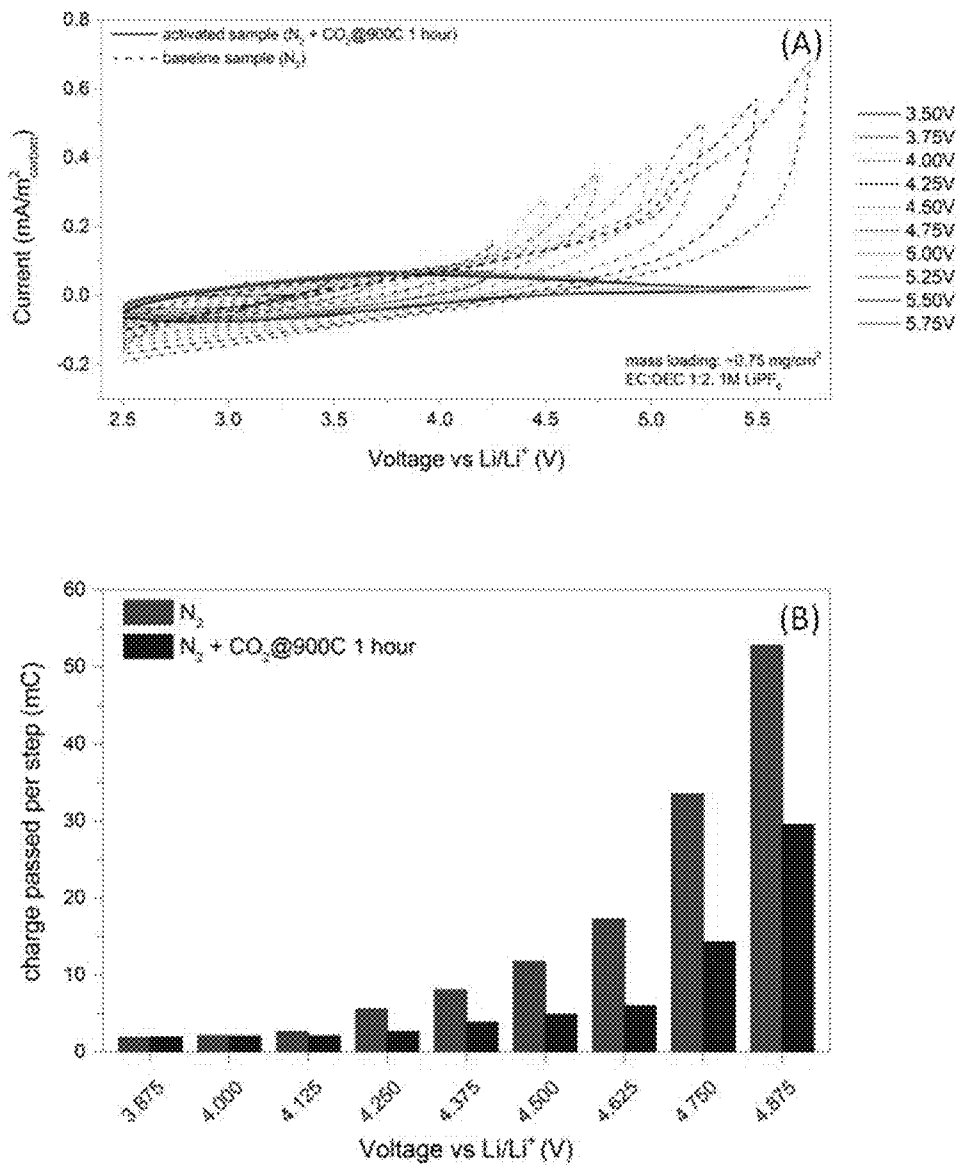 (A)
activated sample (N2 + CO2@900C 1 hour)
baseline sample (N2)
0.8
0.6
0.4
0.2
0.0
-0.2
Current (mA/m²carbon)
3.50V
3.75V
4.00V
4.25V
4.50V
4.75V
5.00V
5.25V
5.50V
5.75V
mass loading: ~0.75 mg/cm²
EC:DEC 1:2, 1M LiPF6
2.5 3.0 3.5 4.0 4.5 5.0 5.5
Voltage vs Li/Li⁺ (V)
(B)
N2
N2 + CO2@900C 1 hour
60
50
40
30
20
10
0
charge passed per step (mC)
3.875 4.000 4.125 4.250 4.375 4.500 4.625 4.750 4.875
Voltage vs Li/Li⁺ (V)